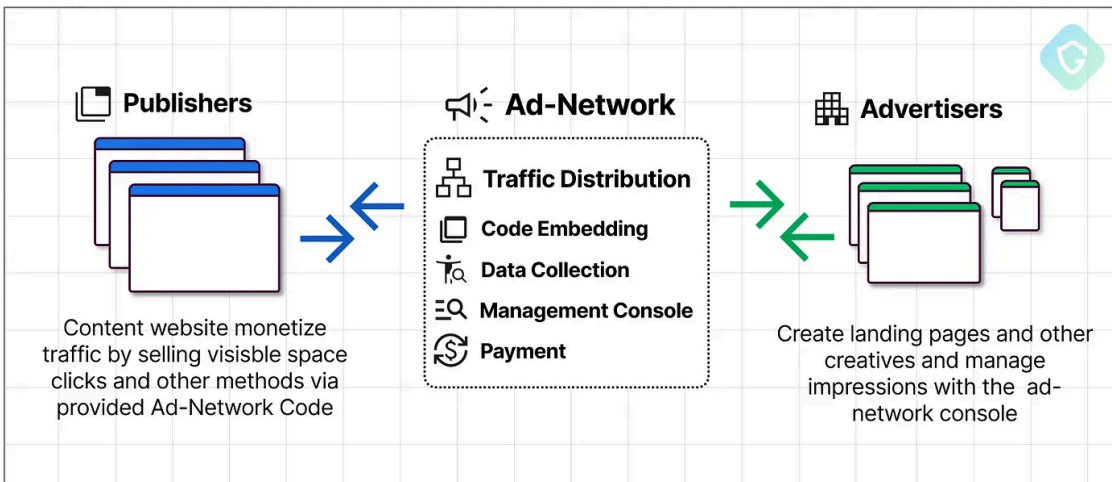 Publishers
Content website monetize
traffic by selling visisble space
clicks and other methods via
provided Ad-Network Code
Ad-Network
Traffic Distribution
Code Embedding
Data Collection
Management Console
Payment
Advertisers
Create landing pages and other
creatives and manage
impressions with the ad-
network console